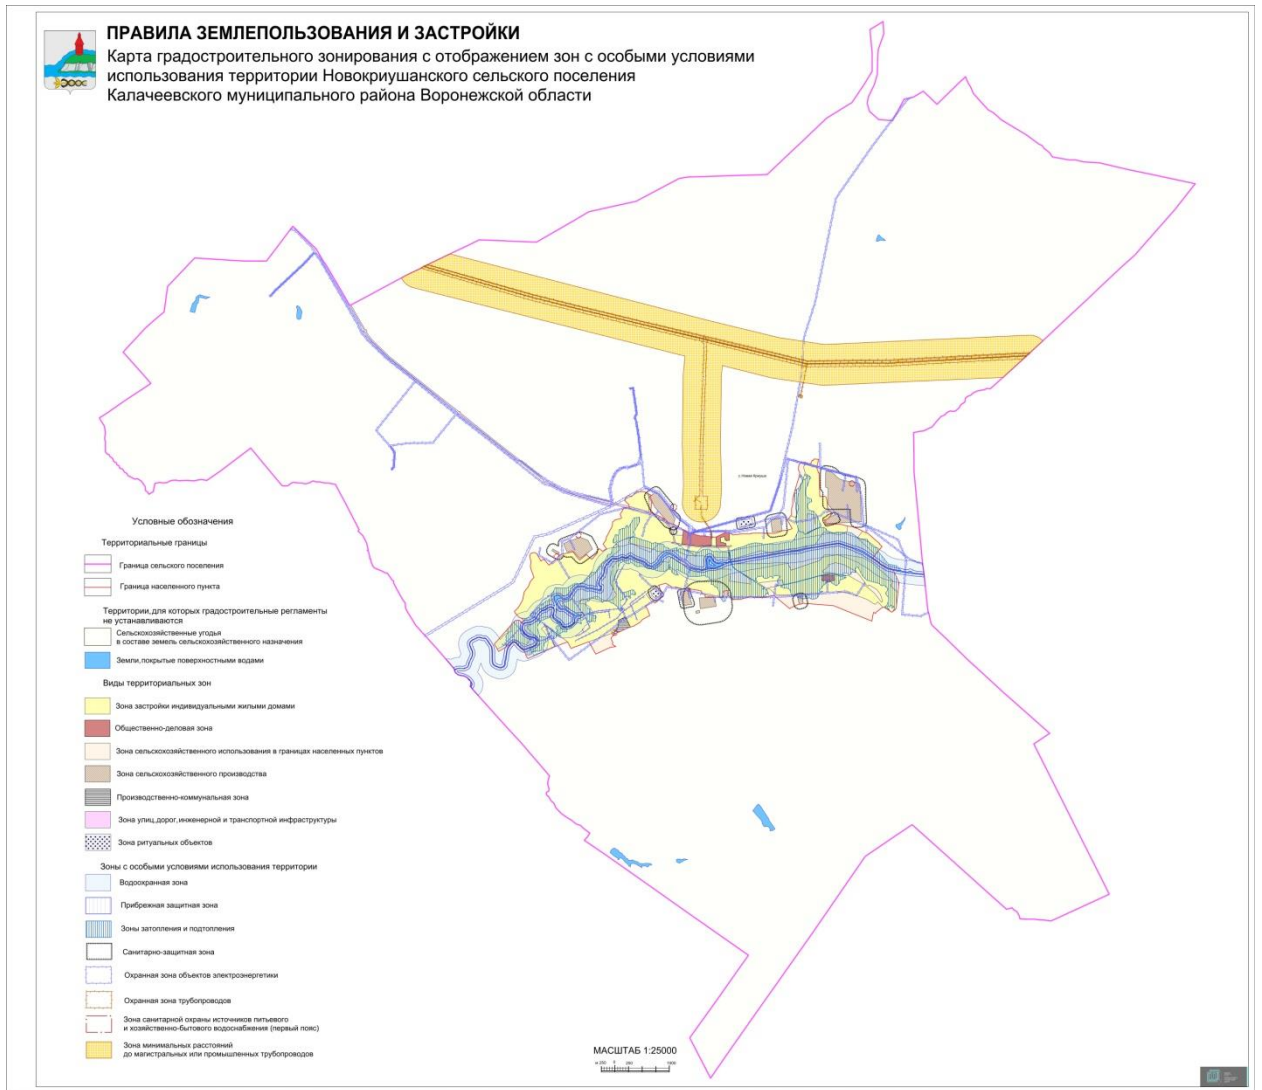 ПРАВИЛА ЗЕМЛЕПОЛЬЗОВАНИЯ И ЗАСТРОЙКИ
Карта градостроительного зонирования с отображением зон с особыми условиями
использования территории Новокриушанского сельского поселения
Калачеевского муниципального района Воронежской области
с. Новая Криуша
Условные обозначения
Территориальные границы
Граница сельского поселения
Граница населенного пункта
Территории,для которых градостроительные регламенты
не устанавливаются
Сельскохозяйственные угодья
в составе земель сельскохозяйственного назначения
Земли,покрытые поверхностными водами
Виды территориальных зон
Зона застройки индивидуальными жилыми домами
Общественно-деловая зона
Зона сельскохозяйственного использования в границах населенных пунктов
Зона сельскохозяйственного производства
Производственно-коммунальная зона
Зона улиц,дорог,инженерной и транспортной инфраструктуры
Зона ритуальных объектов
Зоны с особыми условиями использования территории
Водоохранная зона
Прибрежная защитная зона
Зоны затопления и подтопления
Санитарно-защитная зона
Охранная зона объектов электроэнергетики
Охранная зона трубопроводов
Зона санитарной охраны источников питьевого
и хозяйственно-бытового водоснабжения (первый пояс)
Зона минимальных расстояний
до магистральных или промышленных трубопроводов
МАСШТАБ 1:25000